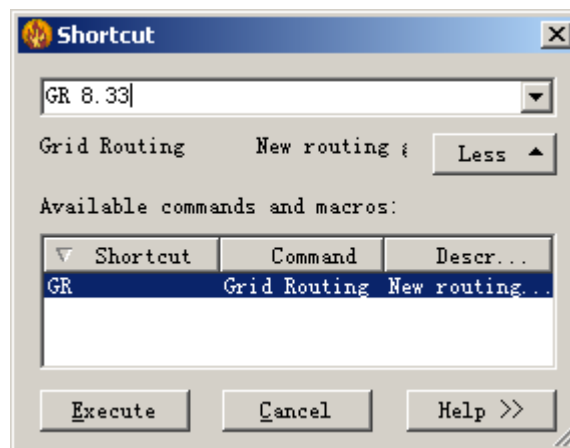 Shortcut
GR 8.33
Grid Routing New routing
Less
Available commands and macros:
Shortcut Command Descr...
GR Grid Routing New routing...
Execute Cancel Help >>